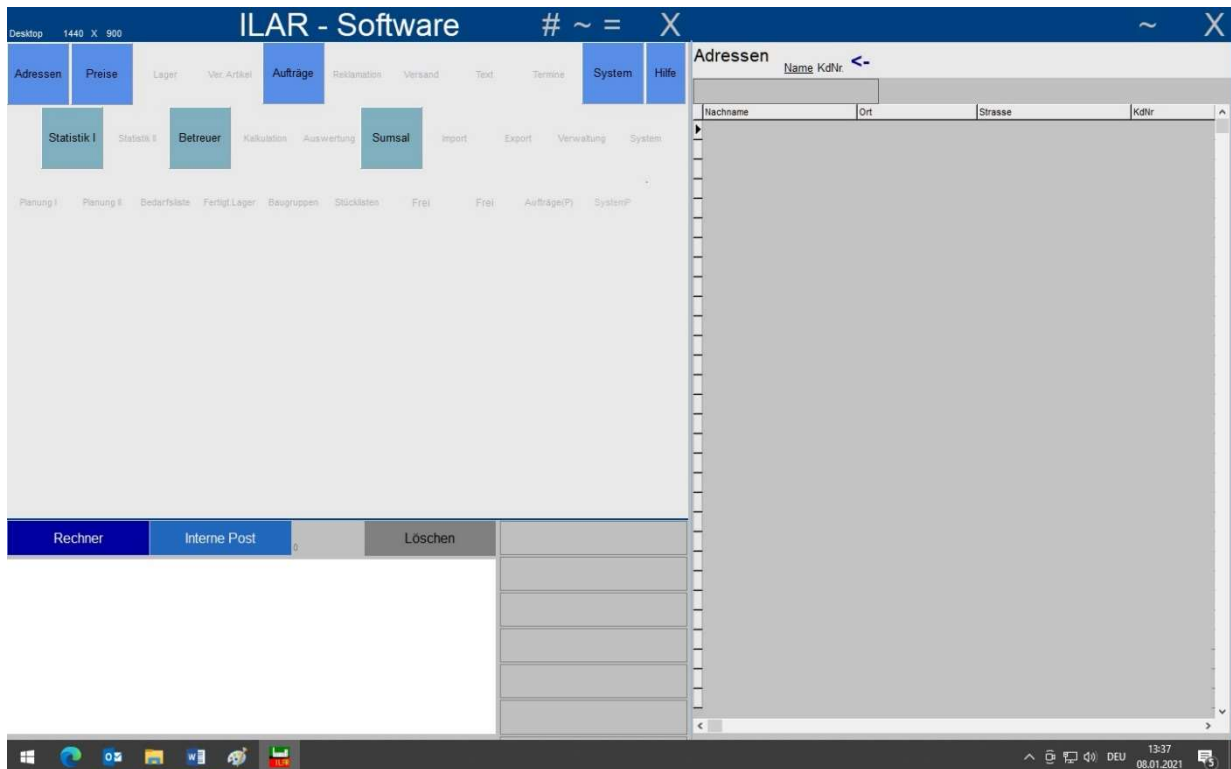 Desktop 1440 X 900 ILAR - Software # ~ = X ~ X
Adressen Preise Lager Ver. Artikel Aufträge Reklamation Versand Text Termine System Hilfe
Statistik I Statistik II Betreuer Kalkulation Auswertung Sumsal Import Export Verwaltung System
Planung I Planung II Bedarfsliste Fertigt.Lager Baugruppen Stücklisten Frei Frei Aufträge(P) SystemP
Rechner Interne Post 0 Löschen
Adressen Name KdNr. <-
Nachname Ort Strasse KdNr
ILAR
DEU 13:37
08.01.2021
5